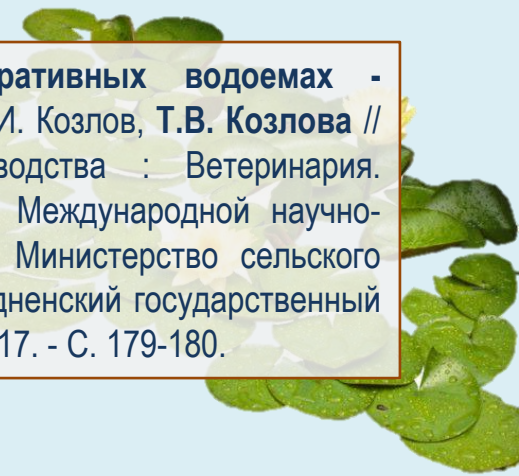 ративных водоемах -
И. Козлов, Т.В. Козлова //
водства : Ветеринария.
Международной научно-
Министерство сельского
дненский государственный
17. - С. 179-180.